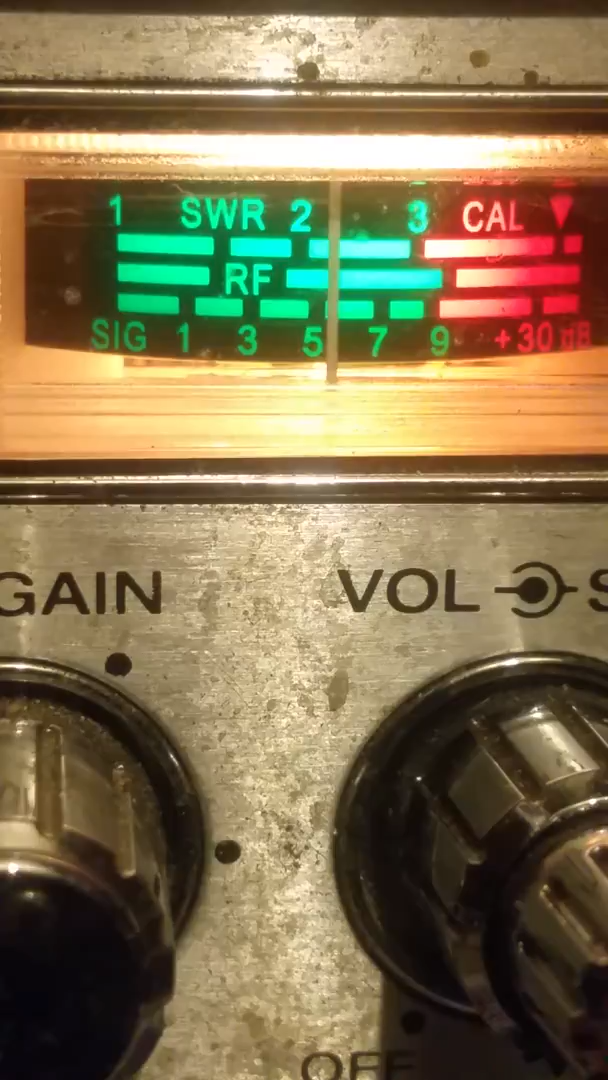 1 SWR 2 3 CAL
RF
SIG 1 3 5 7 9 +30 dB
GAIN VOL S
OFF